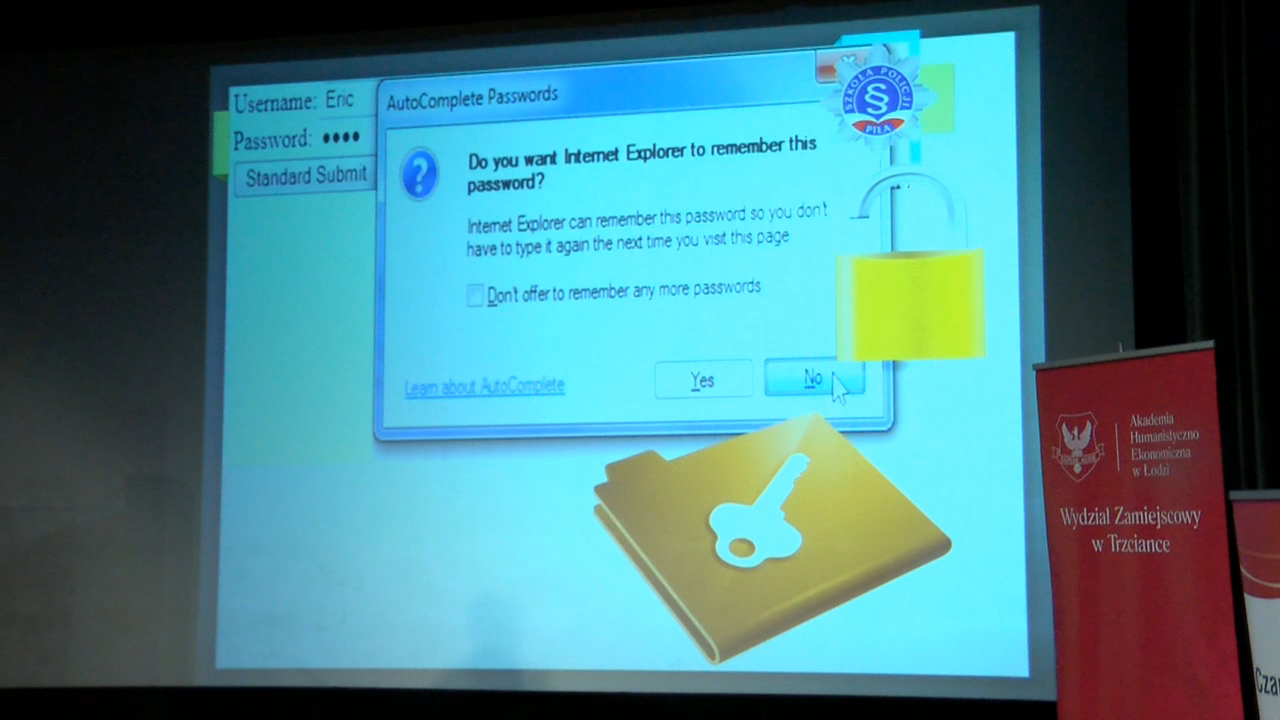 Username: Eric
Password: ••••
Standard Submit
AutoComplete Passwords
Do you want Internet Explorer to remember this
password?
Internet Explorer can remember this password so you don't
have to type it again the next time you visit this page
Don't offer to remember any more passwords
Learn about AutoComplete
Yes
No
SZKOŁA POLICJI
PIŁA
Akademia
Humanistyczno
Ekonomiczna
w Łodzi
Wydział Zamiejscowy
w Trzciance